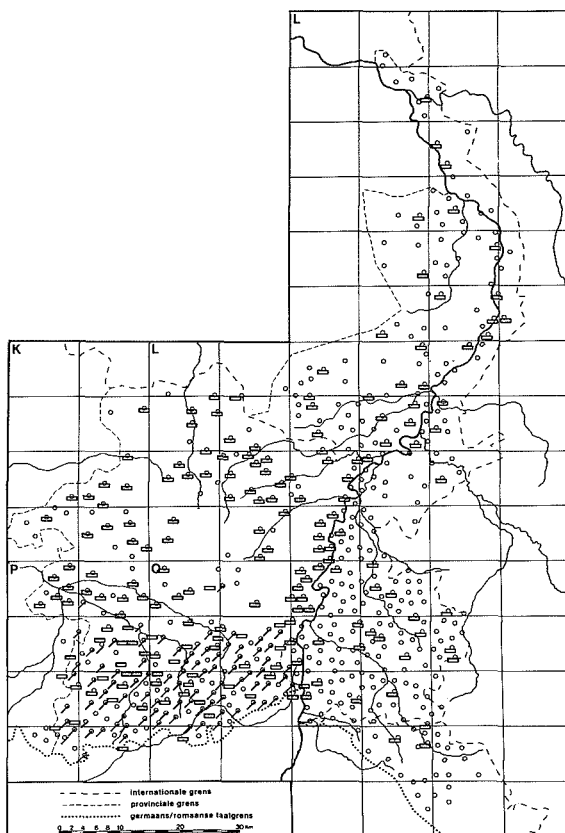 L
K L
P Q
internationale grens
provinciale grens
germaans/romaanse taalgrens
0 2 4 6 8 10 20 30 km